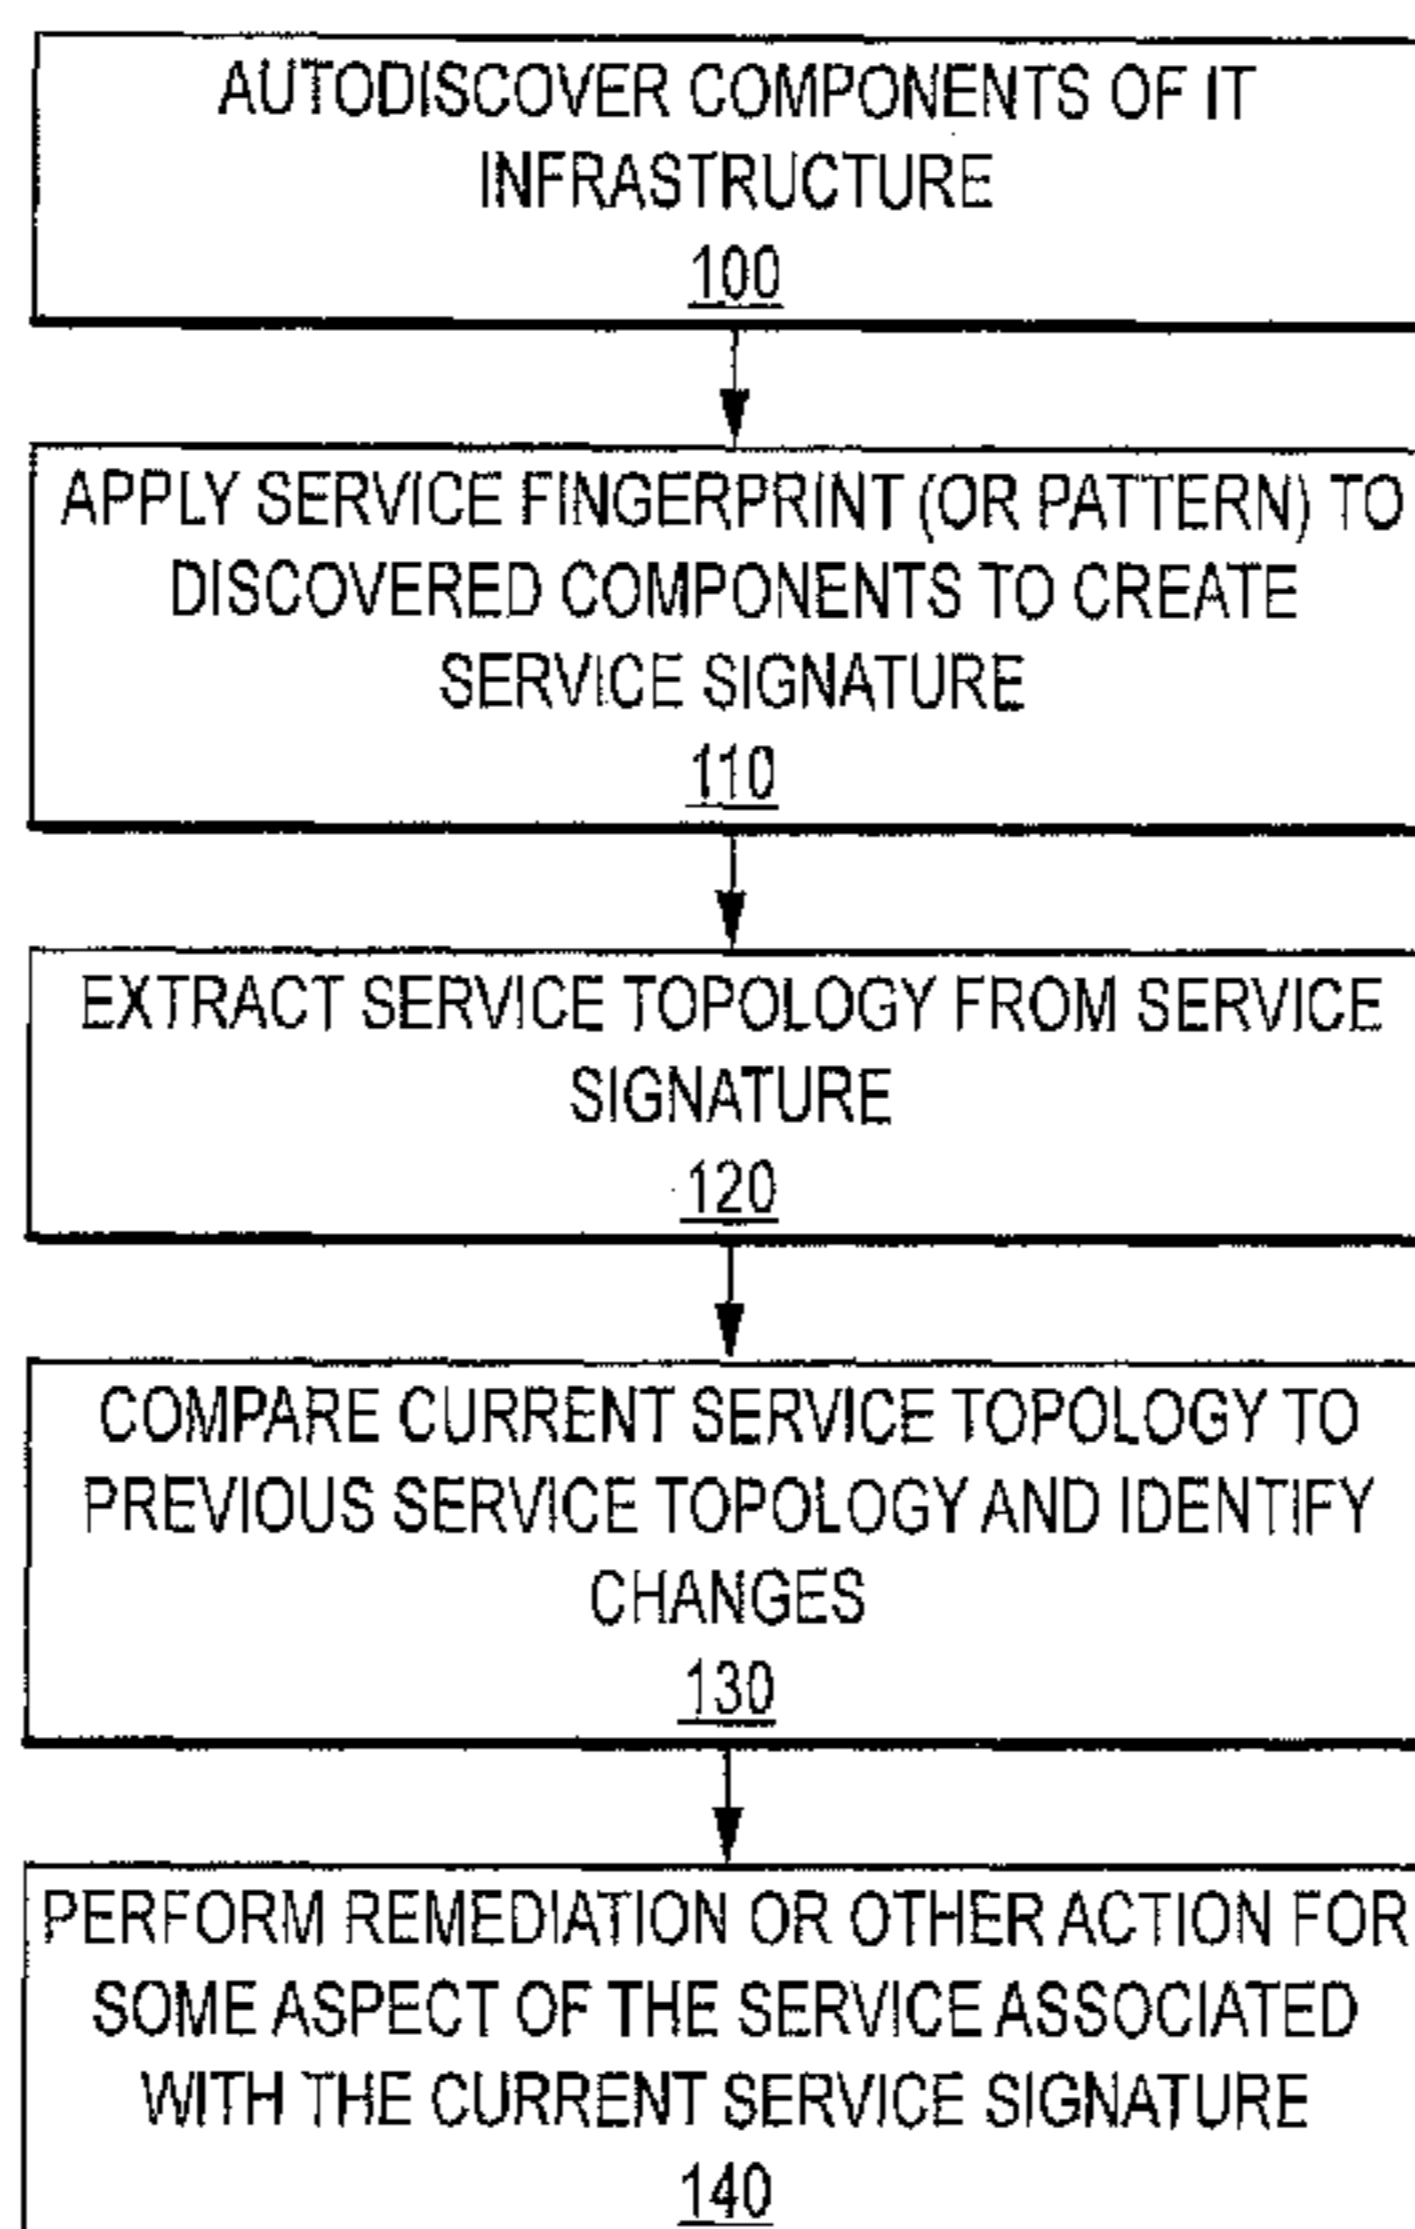 AUTODISCOVER COMPONENTS OF IT
INFRASTRUCTURE
100
APPLY SERVICE FINGERPRINT (OR PATTERN) TO
DISCOVERED COMPONENTS TO CREATE
SERVICE SIGNATURE
110
EXTRACT SERVICE TOPOLOGY FROM SERVICE
SIGNATURE
120
COMPARE CURRENT SERVICE TOPOLOGY TO
PREVIOUS SERVICE TOPOLOGY AND IDENTIFY
CHANGES
130
PERFORM REMEDIATION OR OTHER ACTION FOR
SOME ASPECT OF THE SERVICE ASSOCIATED
WITH THE CURRENT SERVICE SIGNATURE
140